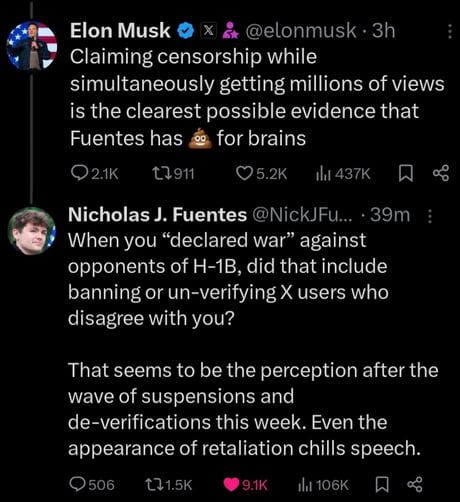 Elon Musk @elonmusk · 3h
Claiming censorship while
simultaneously getting millions of views
is the clearest possible evidence that
Fuentes has 💩 for brains
2.1K 911 5.2K 437K
Nicholas J. Fuentes @NickJFu... · 39m
When you “declared war” against
opponents of H-1B, did that include
banning or un-verifying X users who
disagree with you?
That seems to be the perception after the
wave of suspensions and
de-verifications this week. Even the
appearance of retaliation chills speech.
506 1.5K 9.1K 106K